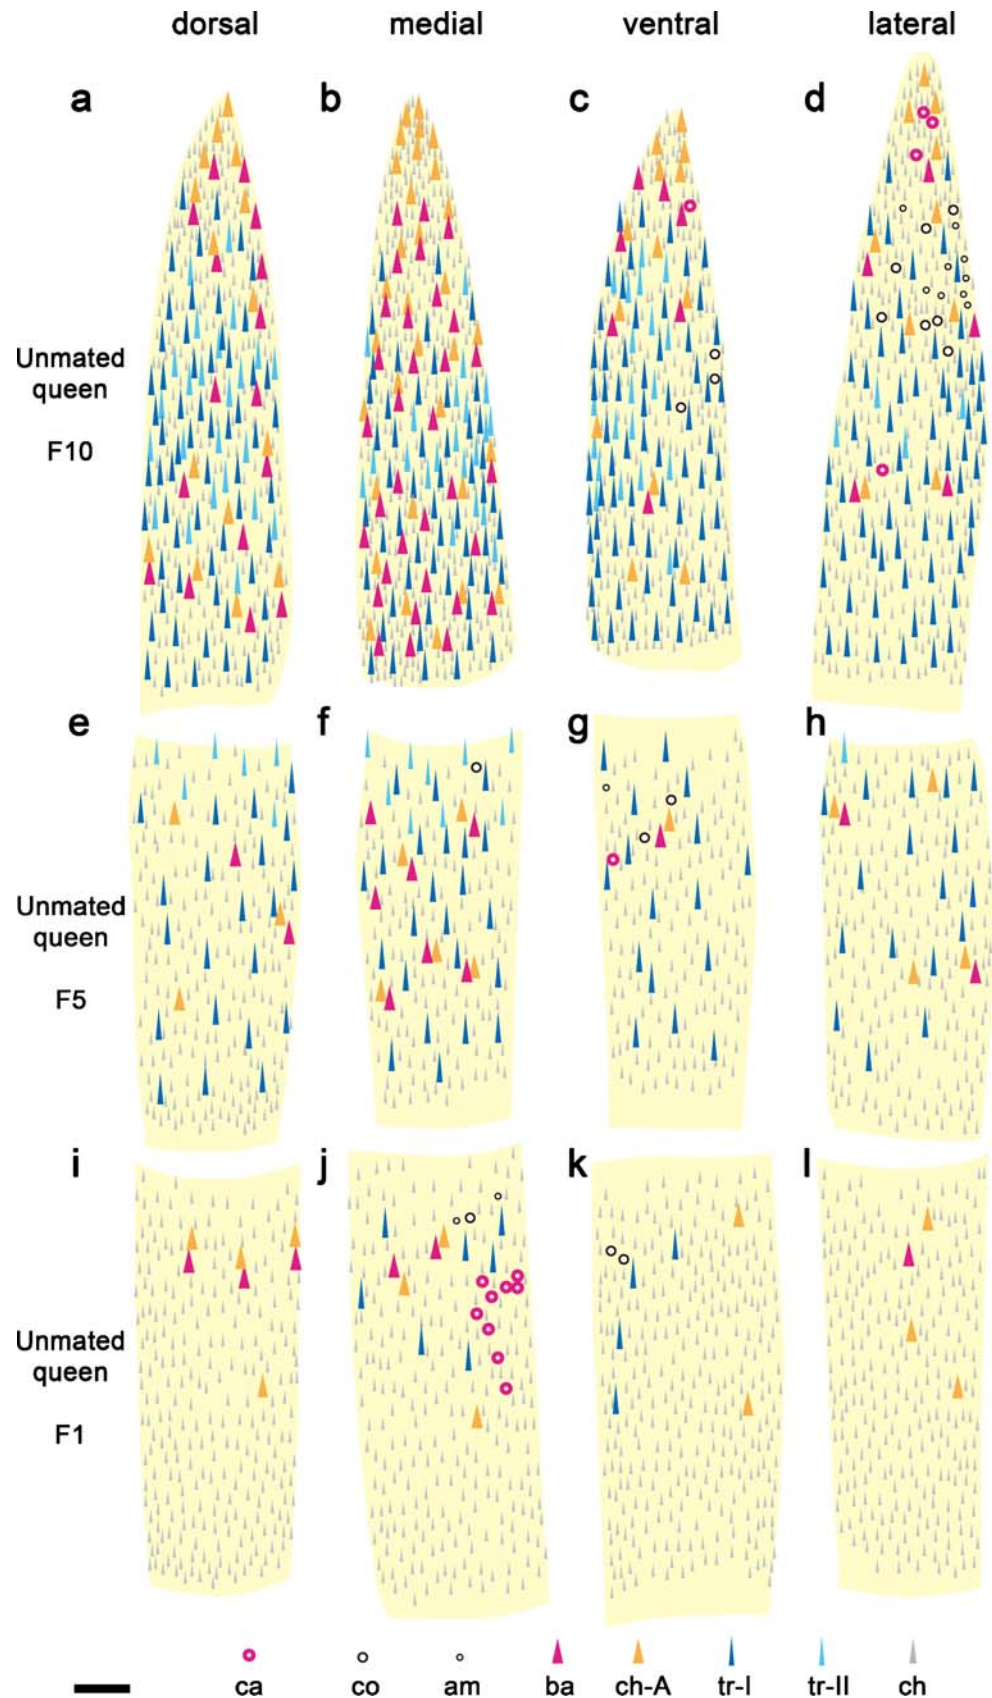 dorsal medial ventral lateral
a b c d
Unmated
queen
F10
e f g h
Unmated
queen
F5
i j k l
Unmated
queen
F1
ca co am ba ch-A tr-I tr-II ch